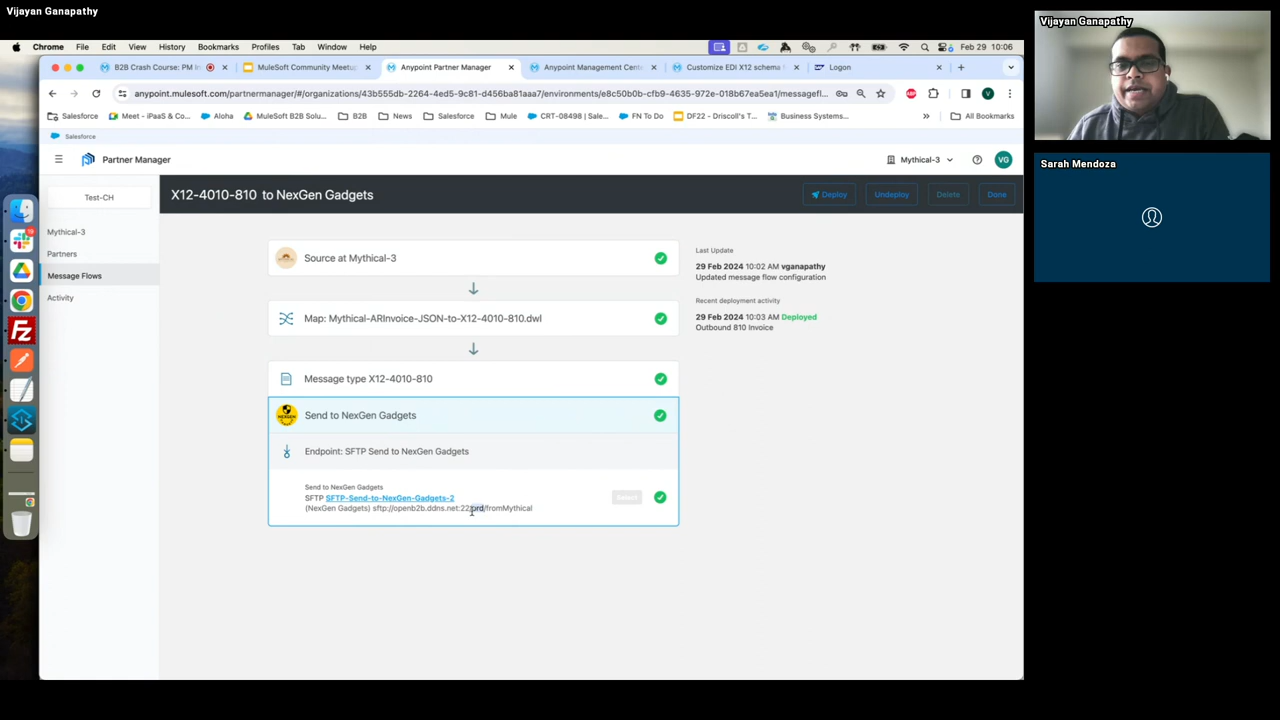 Vijayan Ganapathy
Chrome File Edit View History Bookmarks Profiles Tab Window Help
Feb 29 10:06
B2B Crash Course: PM In
MuleSoft Community Meetup
Anypoint Partner Manager
Anypoint Management Cente
Customize EDI X12 schema
Logon
anypoint.mulesoft.com/partnermanager/#/organizations/43b555db-2264-4ed5-9c81-d456ba81aaa7/environments/e8c50b0b-cfb9-4635-972e-018b67ea5ea1/messagefl...
Salesforce Meet - iPaaS & Co... Aloha MuleSoft B2B Solu... B2B News Salesforce Mule CRT-08498 | Sale... FN To Do DF22 - Driscoll's T... Business Systems... » All Bookmarks
Salesforce
Partner Manager
Mythical-3
VG
Test-CH
Mythical-3
Partners
Message Flows
Activity
X12-4010-810 to NexGen Gadgets
Deploy
Undeploy
Delete
Done
Source at Mythical-3
Map: Mythical-ARInvoice-JSON-to-X12-4010-810.dwl
Message type X12-4010-810
Send to NexGen Gadgets
Endpoint: SFTP Send to NexGen Gadgets
Send to NexGen Gadgets
SFTP SFTP-Send-to-NexGen-Gadgets-2
(NexGen Gadgets) sftp://openb2b.ddns.net:22/prd/fromMythical
Select
Last Update
29 Feb 2024 10:02 AM vganapathy
Updated message flow configuration
Recent deployment activity
29 Feb 2024 10:03 AM Deployed
Outbound 810 Invoice
Vijayan Ganapathy
Sarah Mendoza